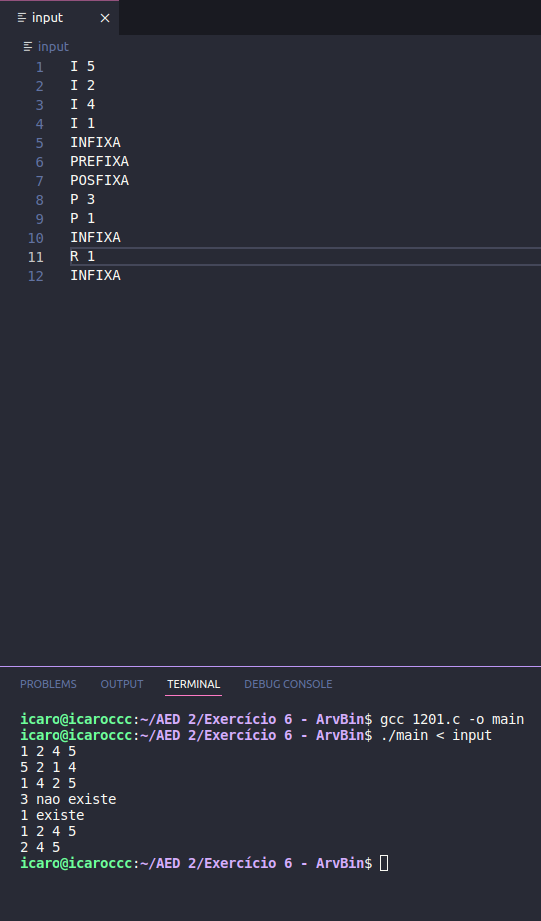 input
input
1 I 5
2 I 2
3 I 4
4 I 1
5 INFIXA
6 PREFIXA
7 POSFIXA
8 P 3
9 P 1
10 INFIXA
11 R 1
12 INFIXA
PROBLEMS OUTPUT TERMINAL DEBUG CONSOLE
icaro@icaroccc:~/AED 2/Exercício 6 - ArvBin$ gcc 1201.c -o main
icaro@icaroccc:~/AED 2/Exercício 6 - ArvBin$ ./main < input
1 2 4 5
5 2 1 4
1 4 2 5
3 nao existe
1 existe
1 2 4 5
2 4 5
icaro@icaroccc:~/AED 2/Exercício 6 - ArvBin$